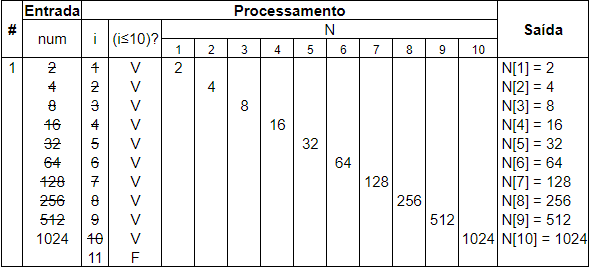 Entrada Processamento
# num i (i≤10)? N Saída
1 2 3 4 5 6 7 8 9 10
1 2 1 V 2 N[1] = 2
4 2 V 4 N[2] = 4
8 3 V 8 N[3] = 8
16 4 V 16 N[4] = 16
32 5 V 32 N[5] = 32
64 6 V 64 N[6] = 64
128 7 V 128 N[7] = 128
256 8 V 256 N[8] = 256
512 9 V 512 N[9] = 512
1024 10 V 1024 N[10] = 1024
11 F